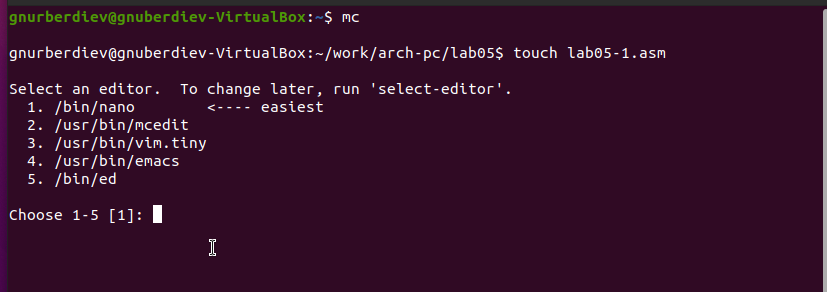 gnurberdiev@gnuberdiev-VirtualBox:~$ mc
gnurberdiev@gnuberdiev-VirtualBox:~/work/arch-pc/lab05$ touch lab05-1.asm
Select an editor.  To change later, run 'select-editor'.
  1. /bin/nano        <---- easiest
  2. /usr/bin/mcedit
  3. /usr/bin/vim.tiny
  4. /usr/bin/emacs
  5. /bin/ed
Choose 1-5 [1]: